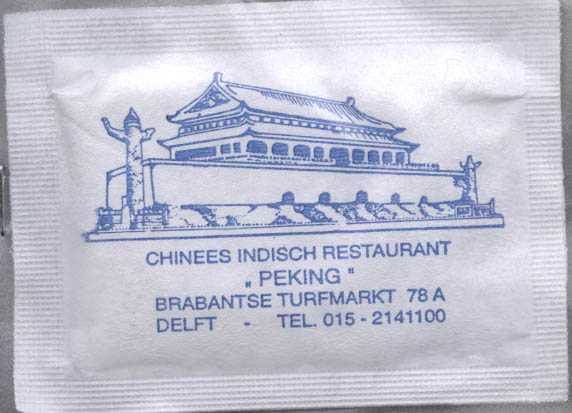 CHINEES INDISCH RESTAURANT
„ PEKING "
BRABANTSE TURFMARKT 78 A
DELFT - TEL. 015 - 2141100